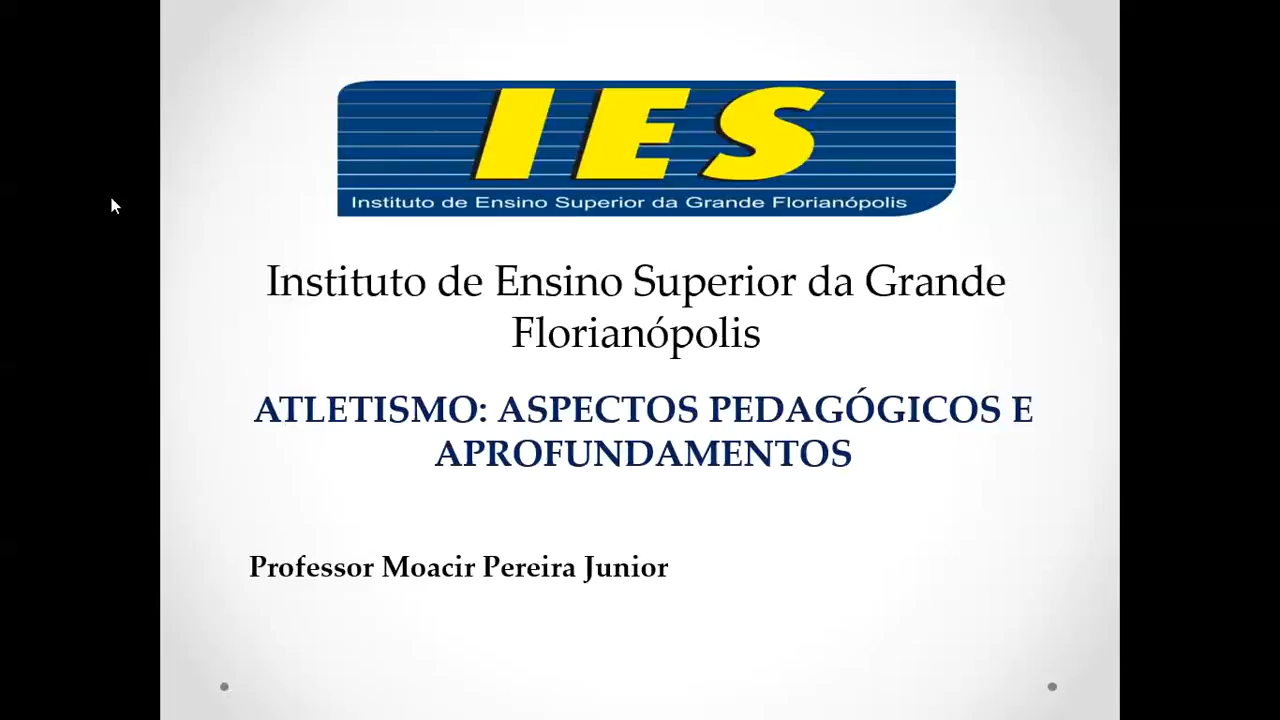 IES
Instituto de Ensino Superior da Grande Florianópolis
Instituto de Ensino Superior da Grande
Florianópolis
ATLETISMO: ASPECTOS PEDAGÓGICOS E
APROFUNDAMENTOS
Professor Moacir Pereira Junior